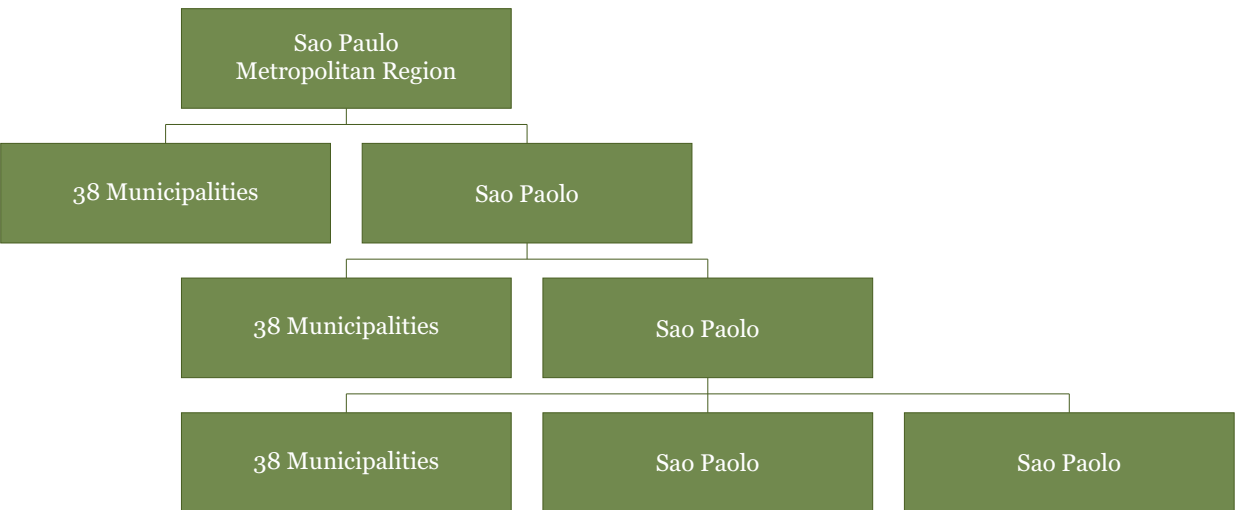 Sao Paulo
Metropolitan Region
38 Municipalities
Sao Paolo
38 Municipalities
Sao Paolo
38 Municipalities
Sao Paolo
Sao Paolo